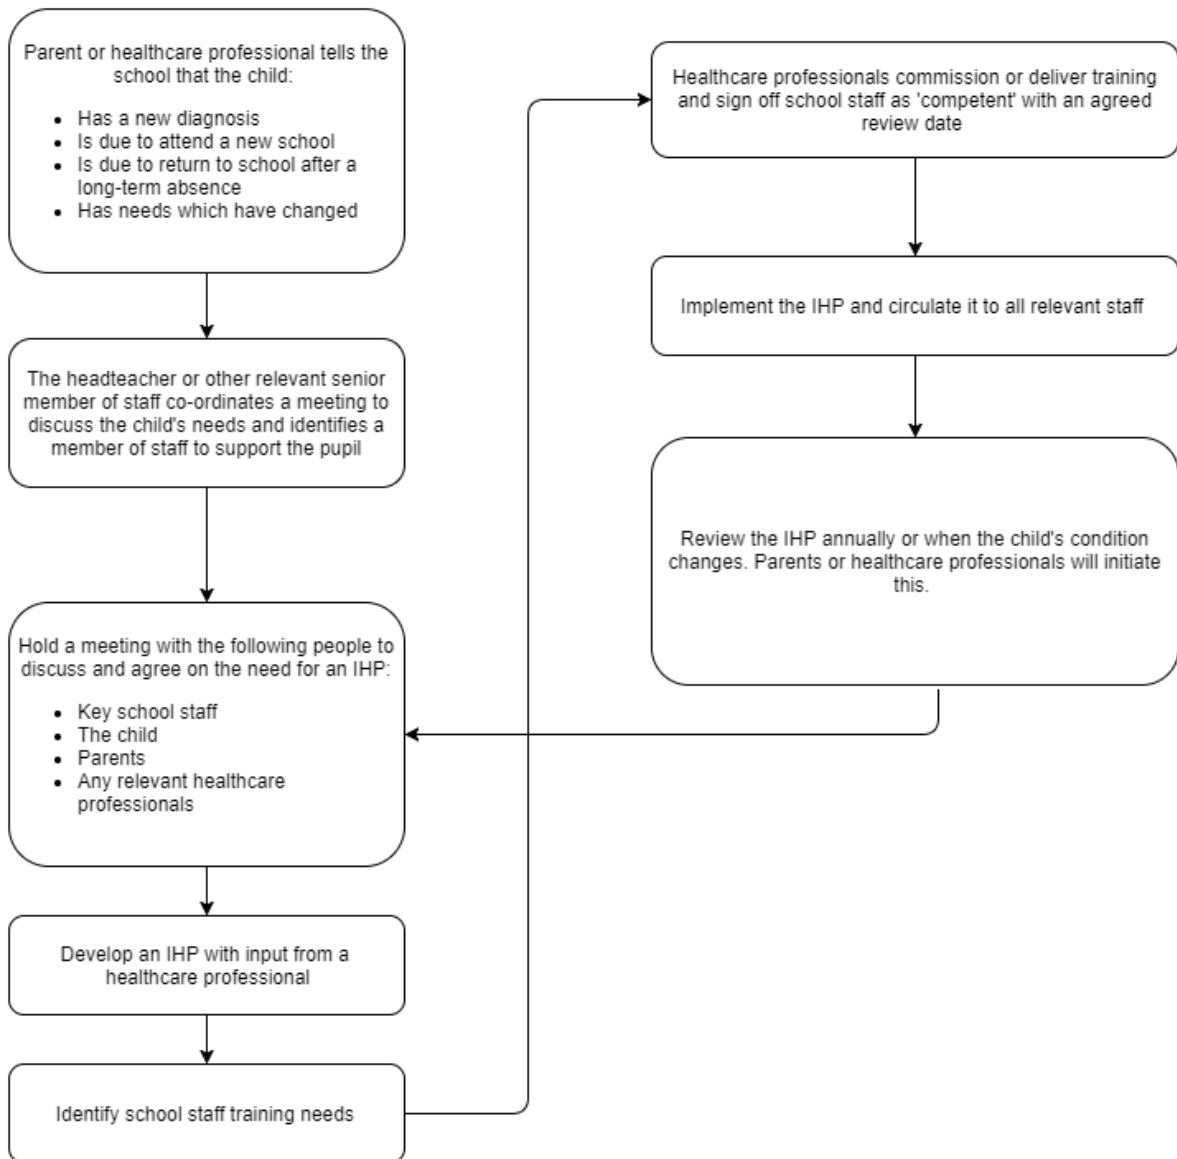 Parent or healthcare professional tells the
school that the child:
• Has a new diagnosis
• Is due to attend a new school
• Is due to return to school after a
long-term absence
• Has needs which have changed
The headteacher or other relevant senior
member of staff co-ordinates a meeting to
discuss the child's needs and identifies a
member of staff to support the pupil
Hold a meeting with the following people to
discuss and agree on the need for an IHP:
• Key school staff
• The child
• Parents
• Any relevant healthcare
professionals
Develop an IHP with input from a
healthcare professional
Identify school staff training needs
Healthcare professionals commission or deliver training
and sign off school staff as 'competent' with an agreed
review date
Implement the IHP and circulate it to all relevant staff
Review the IHP annually or when the child's condition
changes. Parents or healthcare professionals will initiate
this.